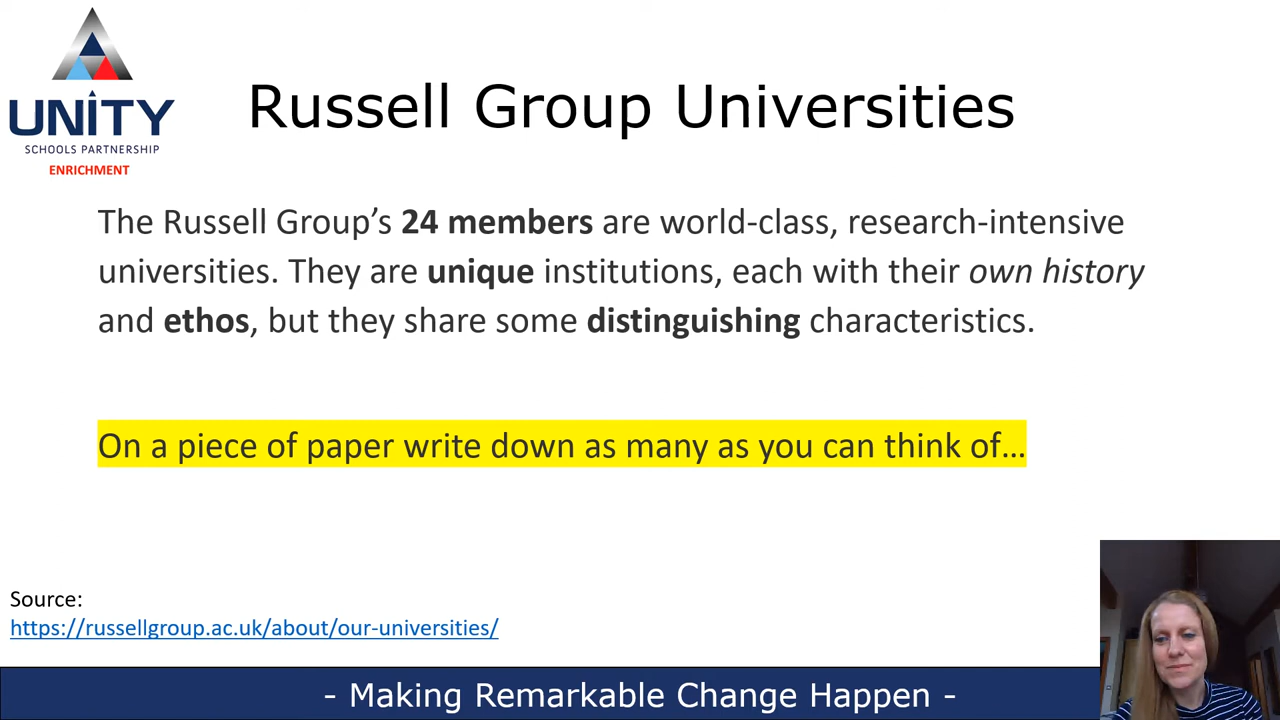 UNiTY
SCHOOLS PARTNERSHIP
ENRICHMENT
Russell Group Universities
The Russell Group’s 24 members are world-class, research-intensive
universities. They are unique institutions, each with their own history
and ethos, but they share some distinguishing characteristics.
On a piece of paper write down as many as you can think of…
Source:
https://russellgroup.ac.uk/about/our-universities/
- Making Remarkable Change Happen -